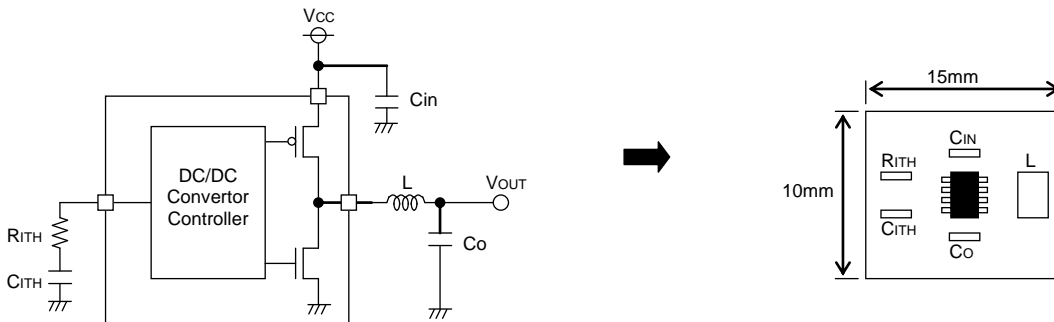 VCC
Cin
DC/DC
Convertor
Controller
L
VOUT
RITH
Co
CITH
15mm
10mm
CIN
RITH
L
CITH
CO